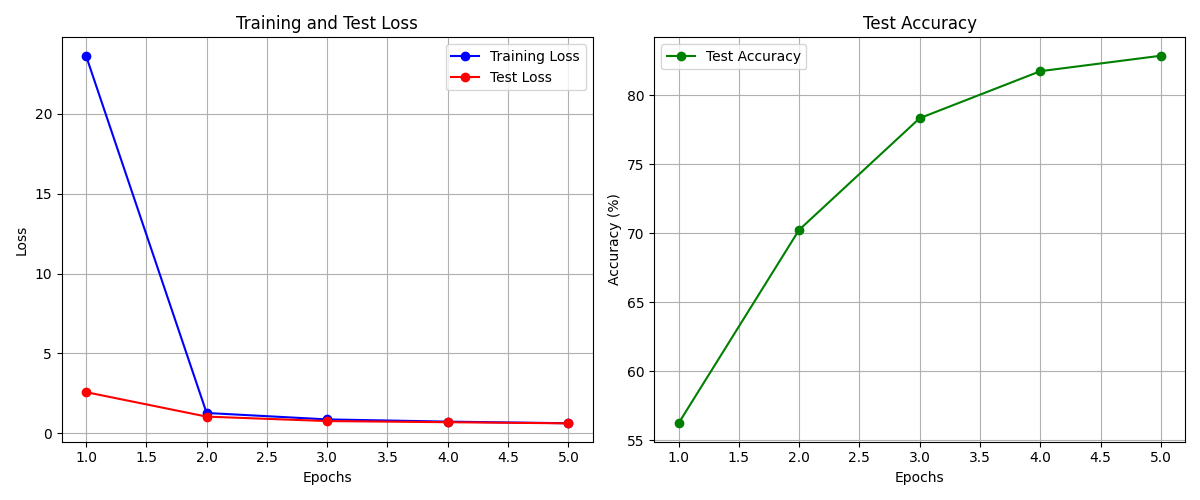 Training and Test Loss
Training Loss
Test Loss
20
15
10
5
0
Loss
1.0 1.5 2.0 2.5 3.0 3.5 4.0 4.5 5.0
Epochs
Test Accuracy
Test Accuracy
80
75
70
65
60
55
Accuracy (%)
1.0 1.5 2.0 2.5 3.0 3.5 4.0 4.5 5.0
Epochs